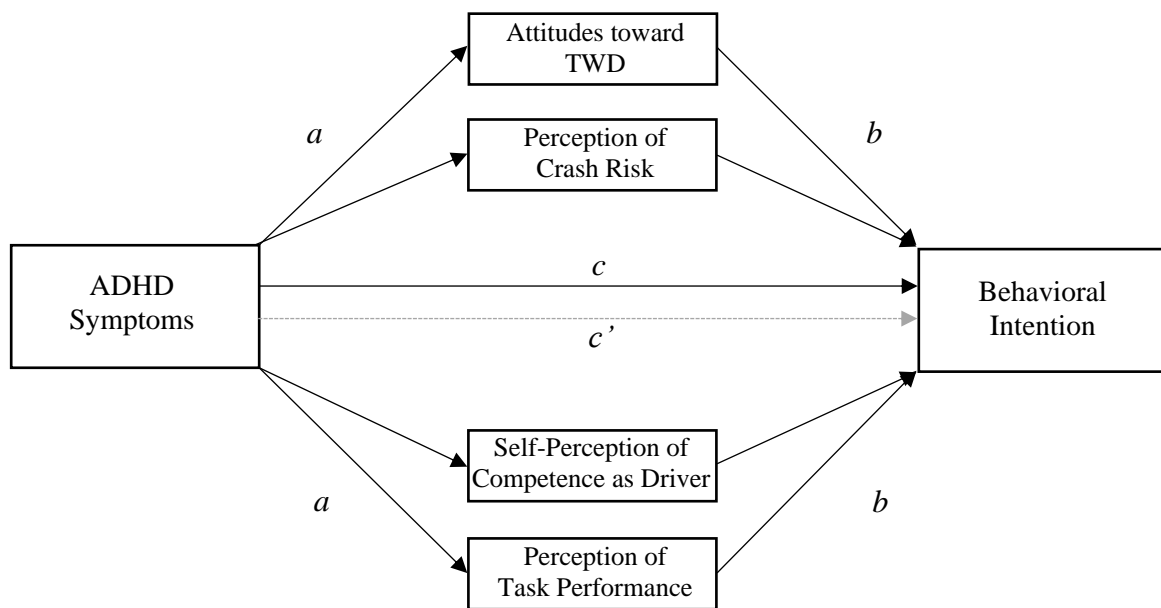 Attitudes toward
TWD
a
b
Perception of
Crash Risk
ADHD
Symptoms
c
c’
Behavioral
Intention
Self-Perception of
Competence as Driver
a
b
Perception of
Task Performance